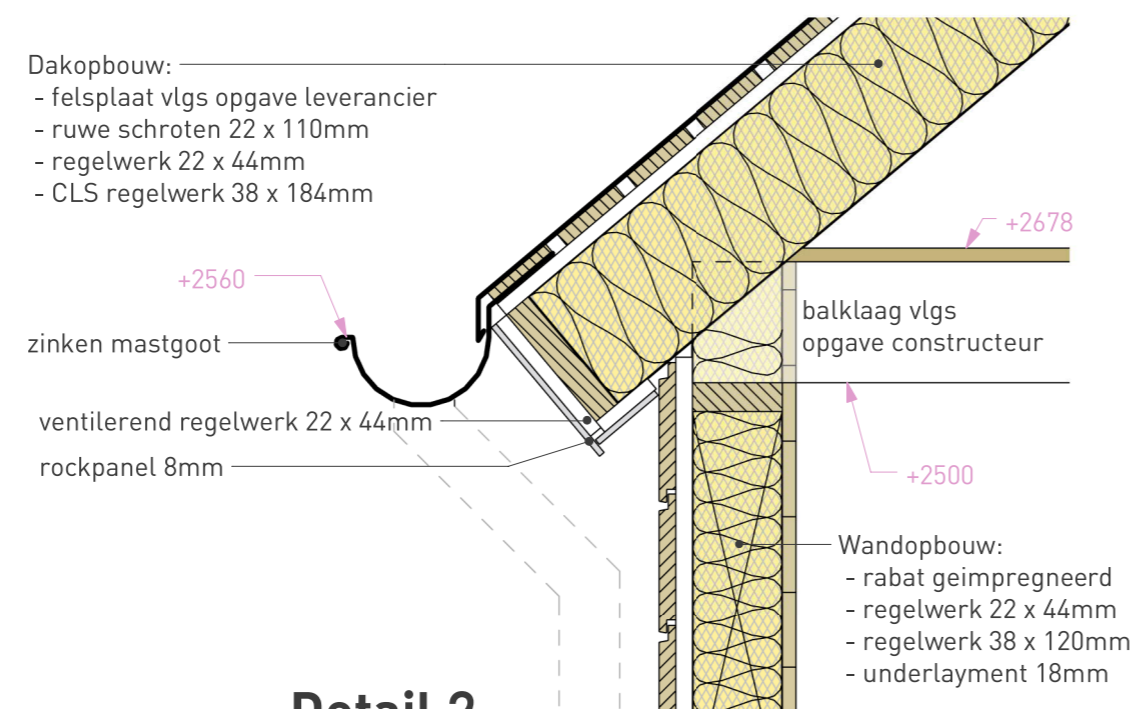 Dakopbouw:
- felsplaat vlgs opgave leverancier
- ruwe schroten 22 x 110mm
- regelwerk 22 x 44mm
- CLS regelwerk 38 x 184mm
+2678
+2560
zinken mastgoot
balklaag vlgs
opgave constructeur
ventilerend regelwerk 22 x 44mm
rockpanel 8mm
+2500
Wandopbouw:
- rabat geimpregneerd
- regelwerk 22 x 44mm
- regelwerk 38 x 120mm
- underlayment 18mm
Detail 2